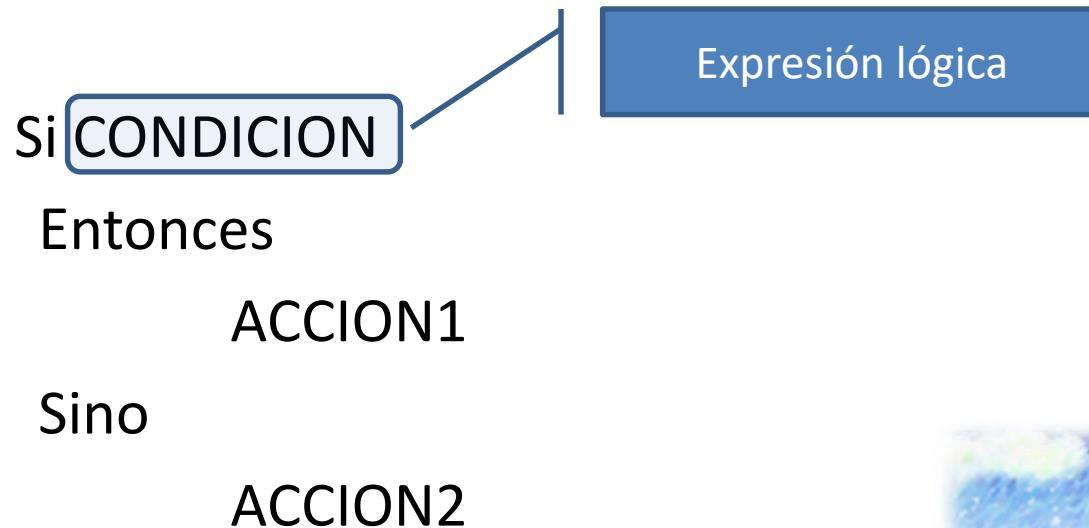 Expresión lógica
Si CONDICION
Entonces
ACCION1
Sino
ACCION2